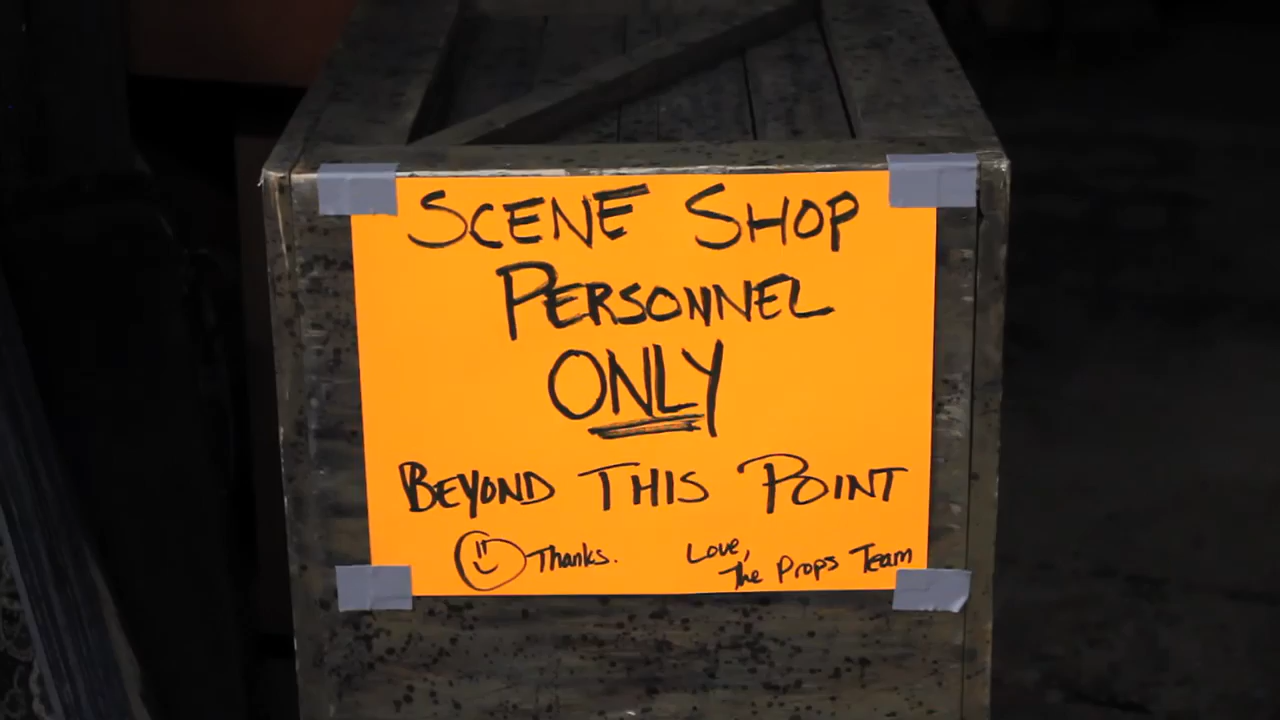 SCENE SHOP
PERSONNEL
ONLY
BEYOND THIS POINT
Thanks. Love,
The Props Team